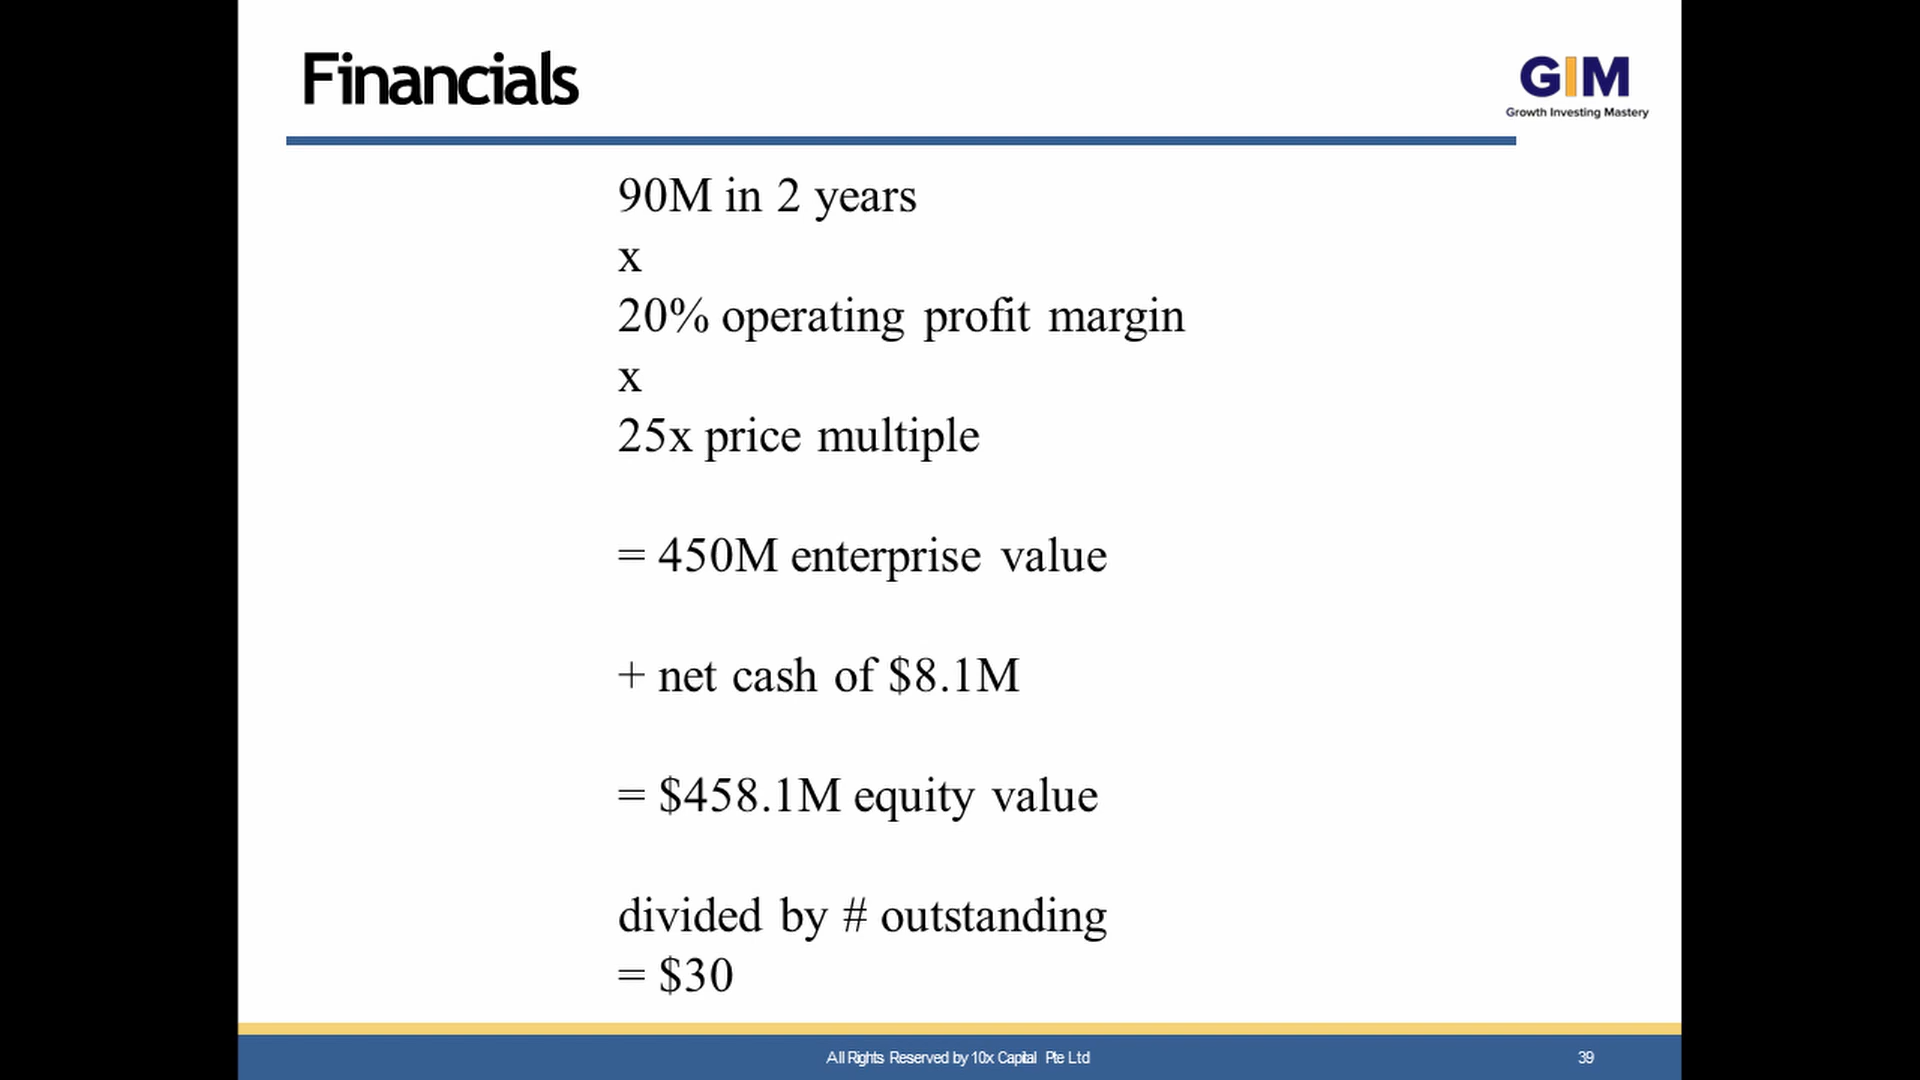 Financials
GIM
Growth Investing Mastery
90M in 2 years
x
20% operating profit margin
x
25x price multiple
= 450M enterprise value
+ net cash of $8.1M
= $458.1M equity value
divided by # outstanding
= $30
All Rights Reserved by 10x Capital Pte Ltd
39